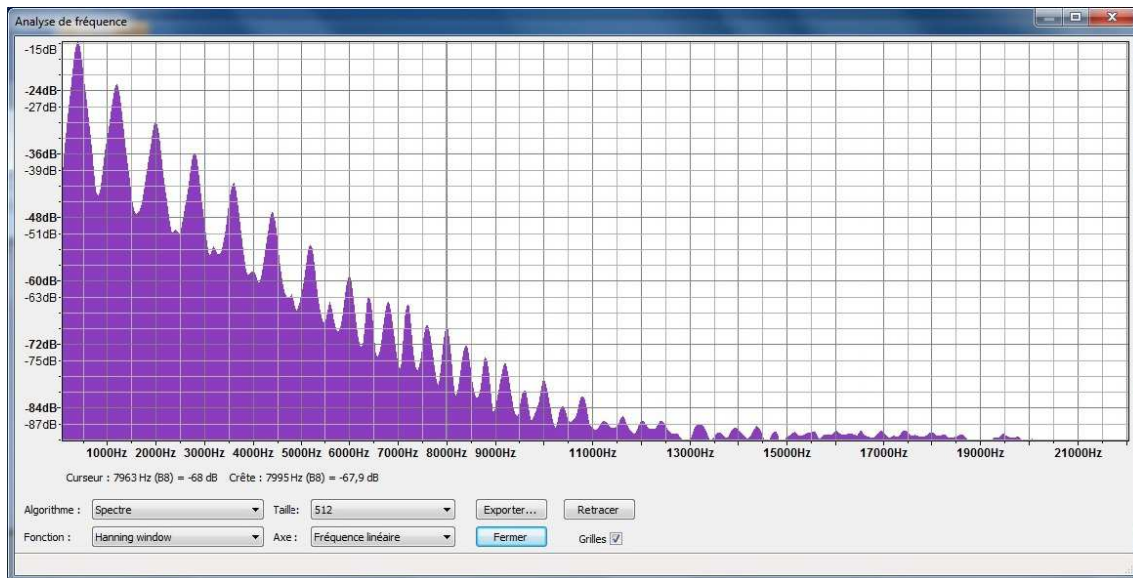 Analyse de fréquence
-15dB
-24dB
-27dB
-36dB
-39dB
-48dB
-51dB
-60dB
-63dB
-72dB
-75dB
-84dB
-87dB
1000Hz 2000Hz 3000Hz 4000Hz 5000Hz 6000Hz 7000Hz 8000Hz 9000Hz 11000Hz 13000Hz 15000Hz 17000Hz 19000Hz 21000Hz
Curseur : 7963 Hz (B8) = -68 dB Crête : 7995 Hz (B8) = -67,9 dB
Algorithme : Spectre Taille: 512 Exporter... Retracer
Fonction : Hanning window Axe : Fréquence linéaire Fermer Grilles